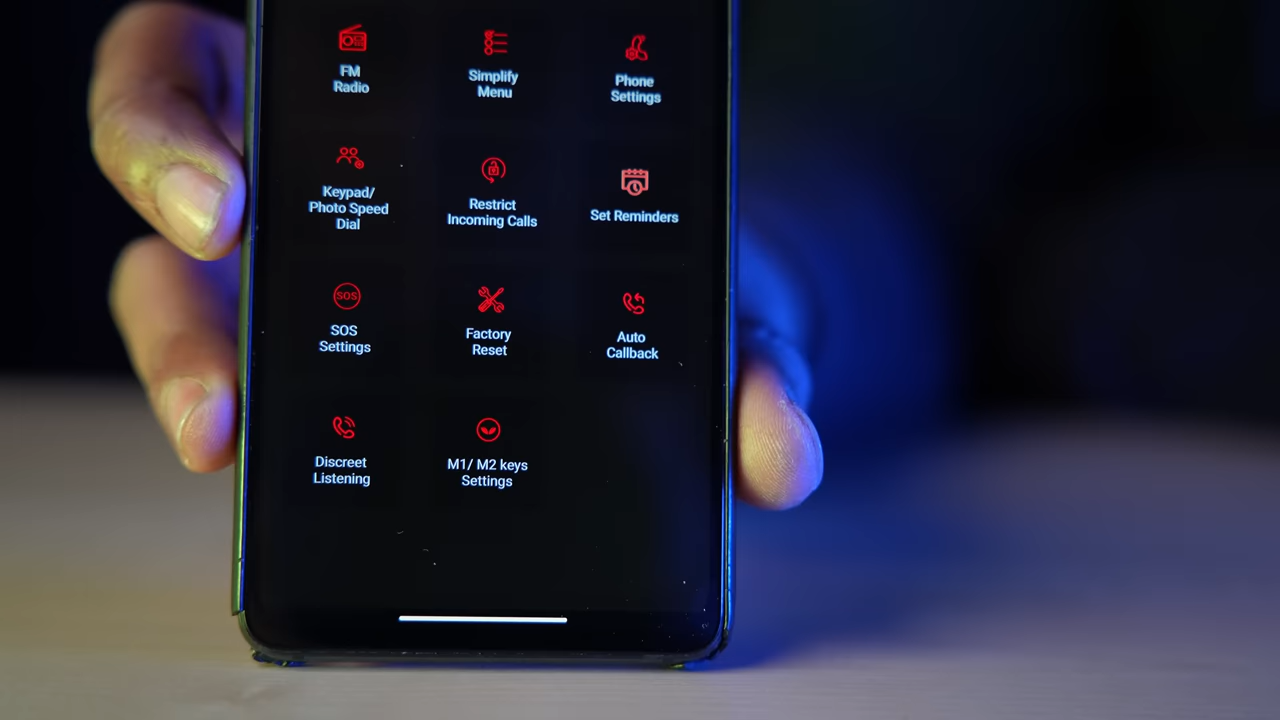 FM
Radio
Simplify
Menu
Phone
Settings
Keypad/
Photo Speed
Dial
Restrict
Incoming Calls
Set Reminders
SOS
SOS
Settings
Factory
Reset
Auto
Callback
Discreet
Listening
M1/ M2 keys
Settings